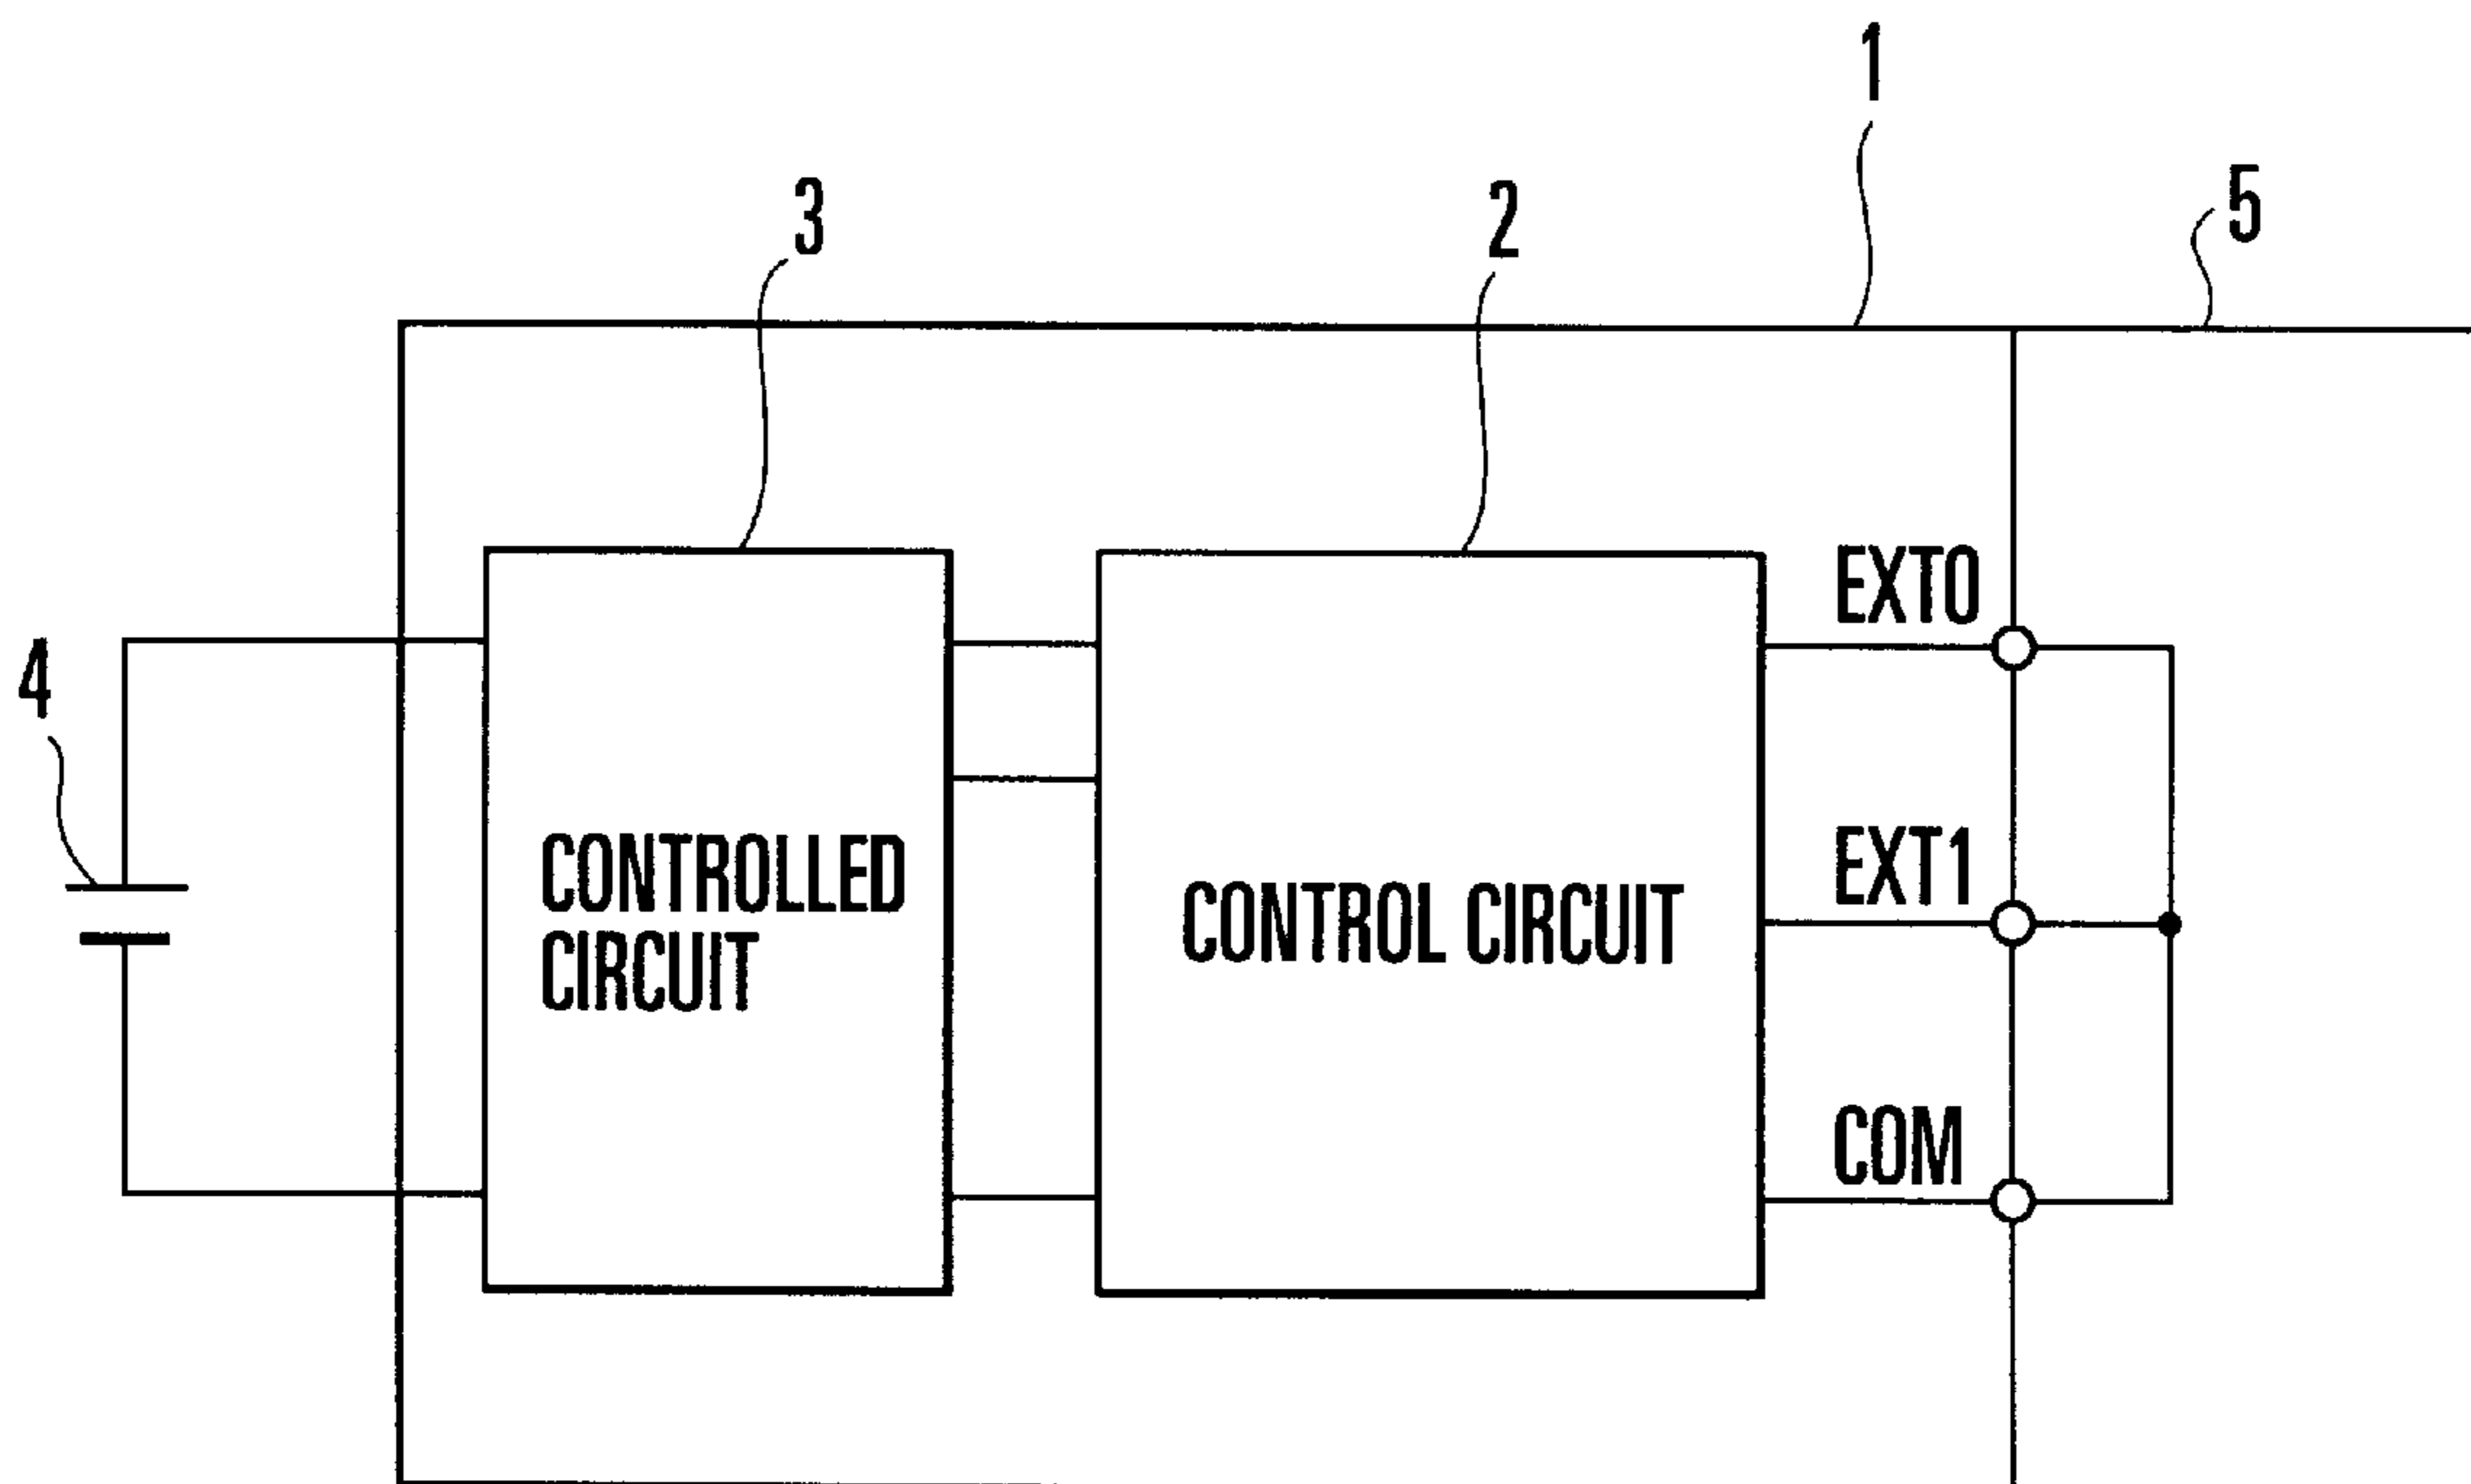 1
3
2
5
EXT0
4
EXT1
CONTROLLED
CIRCUIT
CONTROL CIRCUIT
COM